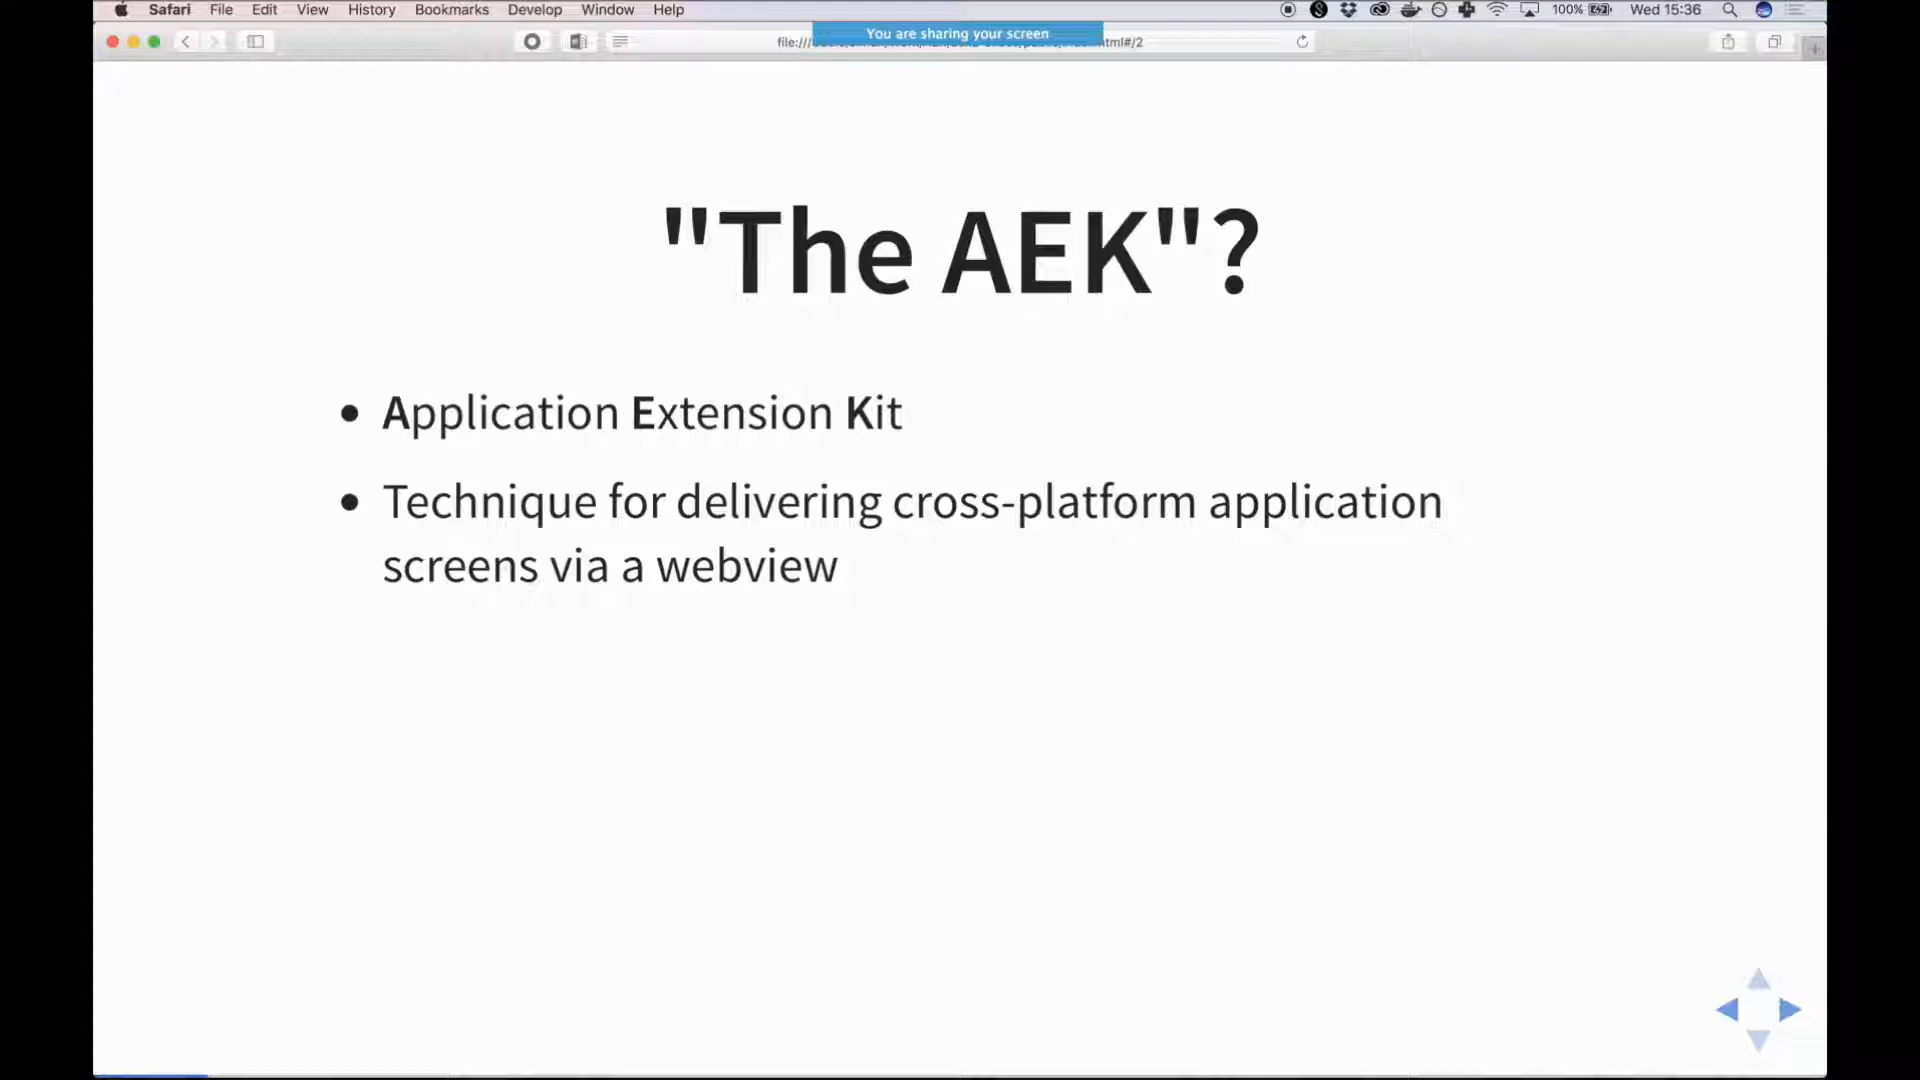 Safari File Edit View History Bookmarks Develop Window Help 100% Wed 15:36
You are sharing your screen
file:/// html#/2
"The AEK"?
• Application Extension Kit
• Technique for delivering cross-platform application
screens via a webview